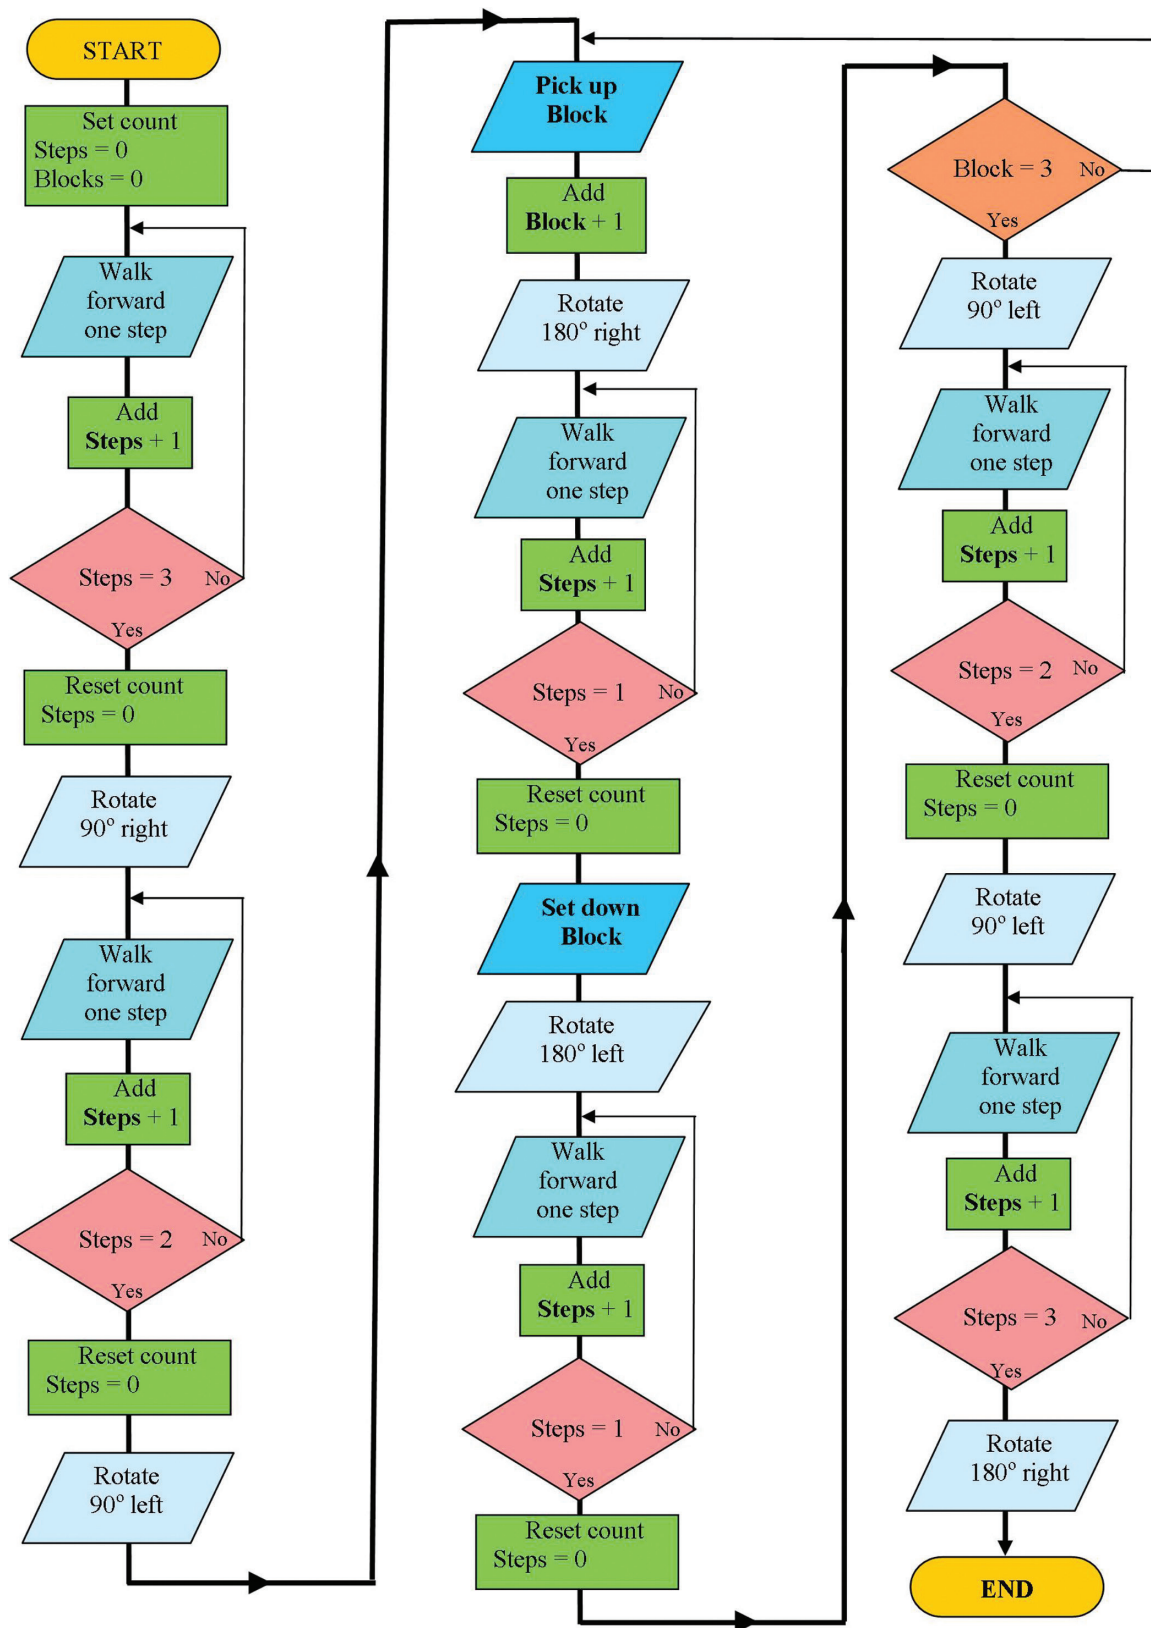 START
Set count
Steps = 0
Blocks = 0
Walk
forward
one step
Add
Steps + 1
Steps = 3
No
Yes
Reset count
Steps = 0
Rotate
90° right
Walk
forward
one step
Add
Steps + 1
Steps = 2
No
Yes
Reset count
Steps = 0
Rotate
90° left
Pick up
Block
Add
Block + 1
Rotate
180° right
Walk
forward
one step
Add
Steps + 1
Steps = 1
No
Yes
Reset count
Steps = 0
Set down
Block
Rotate
180° left
Walk
forward
one step
Add
Steps + 1
Steps = 1
No
Yes
Reset count
Steps = 0
Block = 3
No
Yes
Rotate
90° left
Walk
forward
one step
Add
Steps + 1
Steps = 2
No
Yes
Reset count
Steps = 0
Rotate
90° left
Walk
forward
one step
Add
Steps + 1
Steps = 3
No
Yes
Rotate
180° right
END